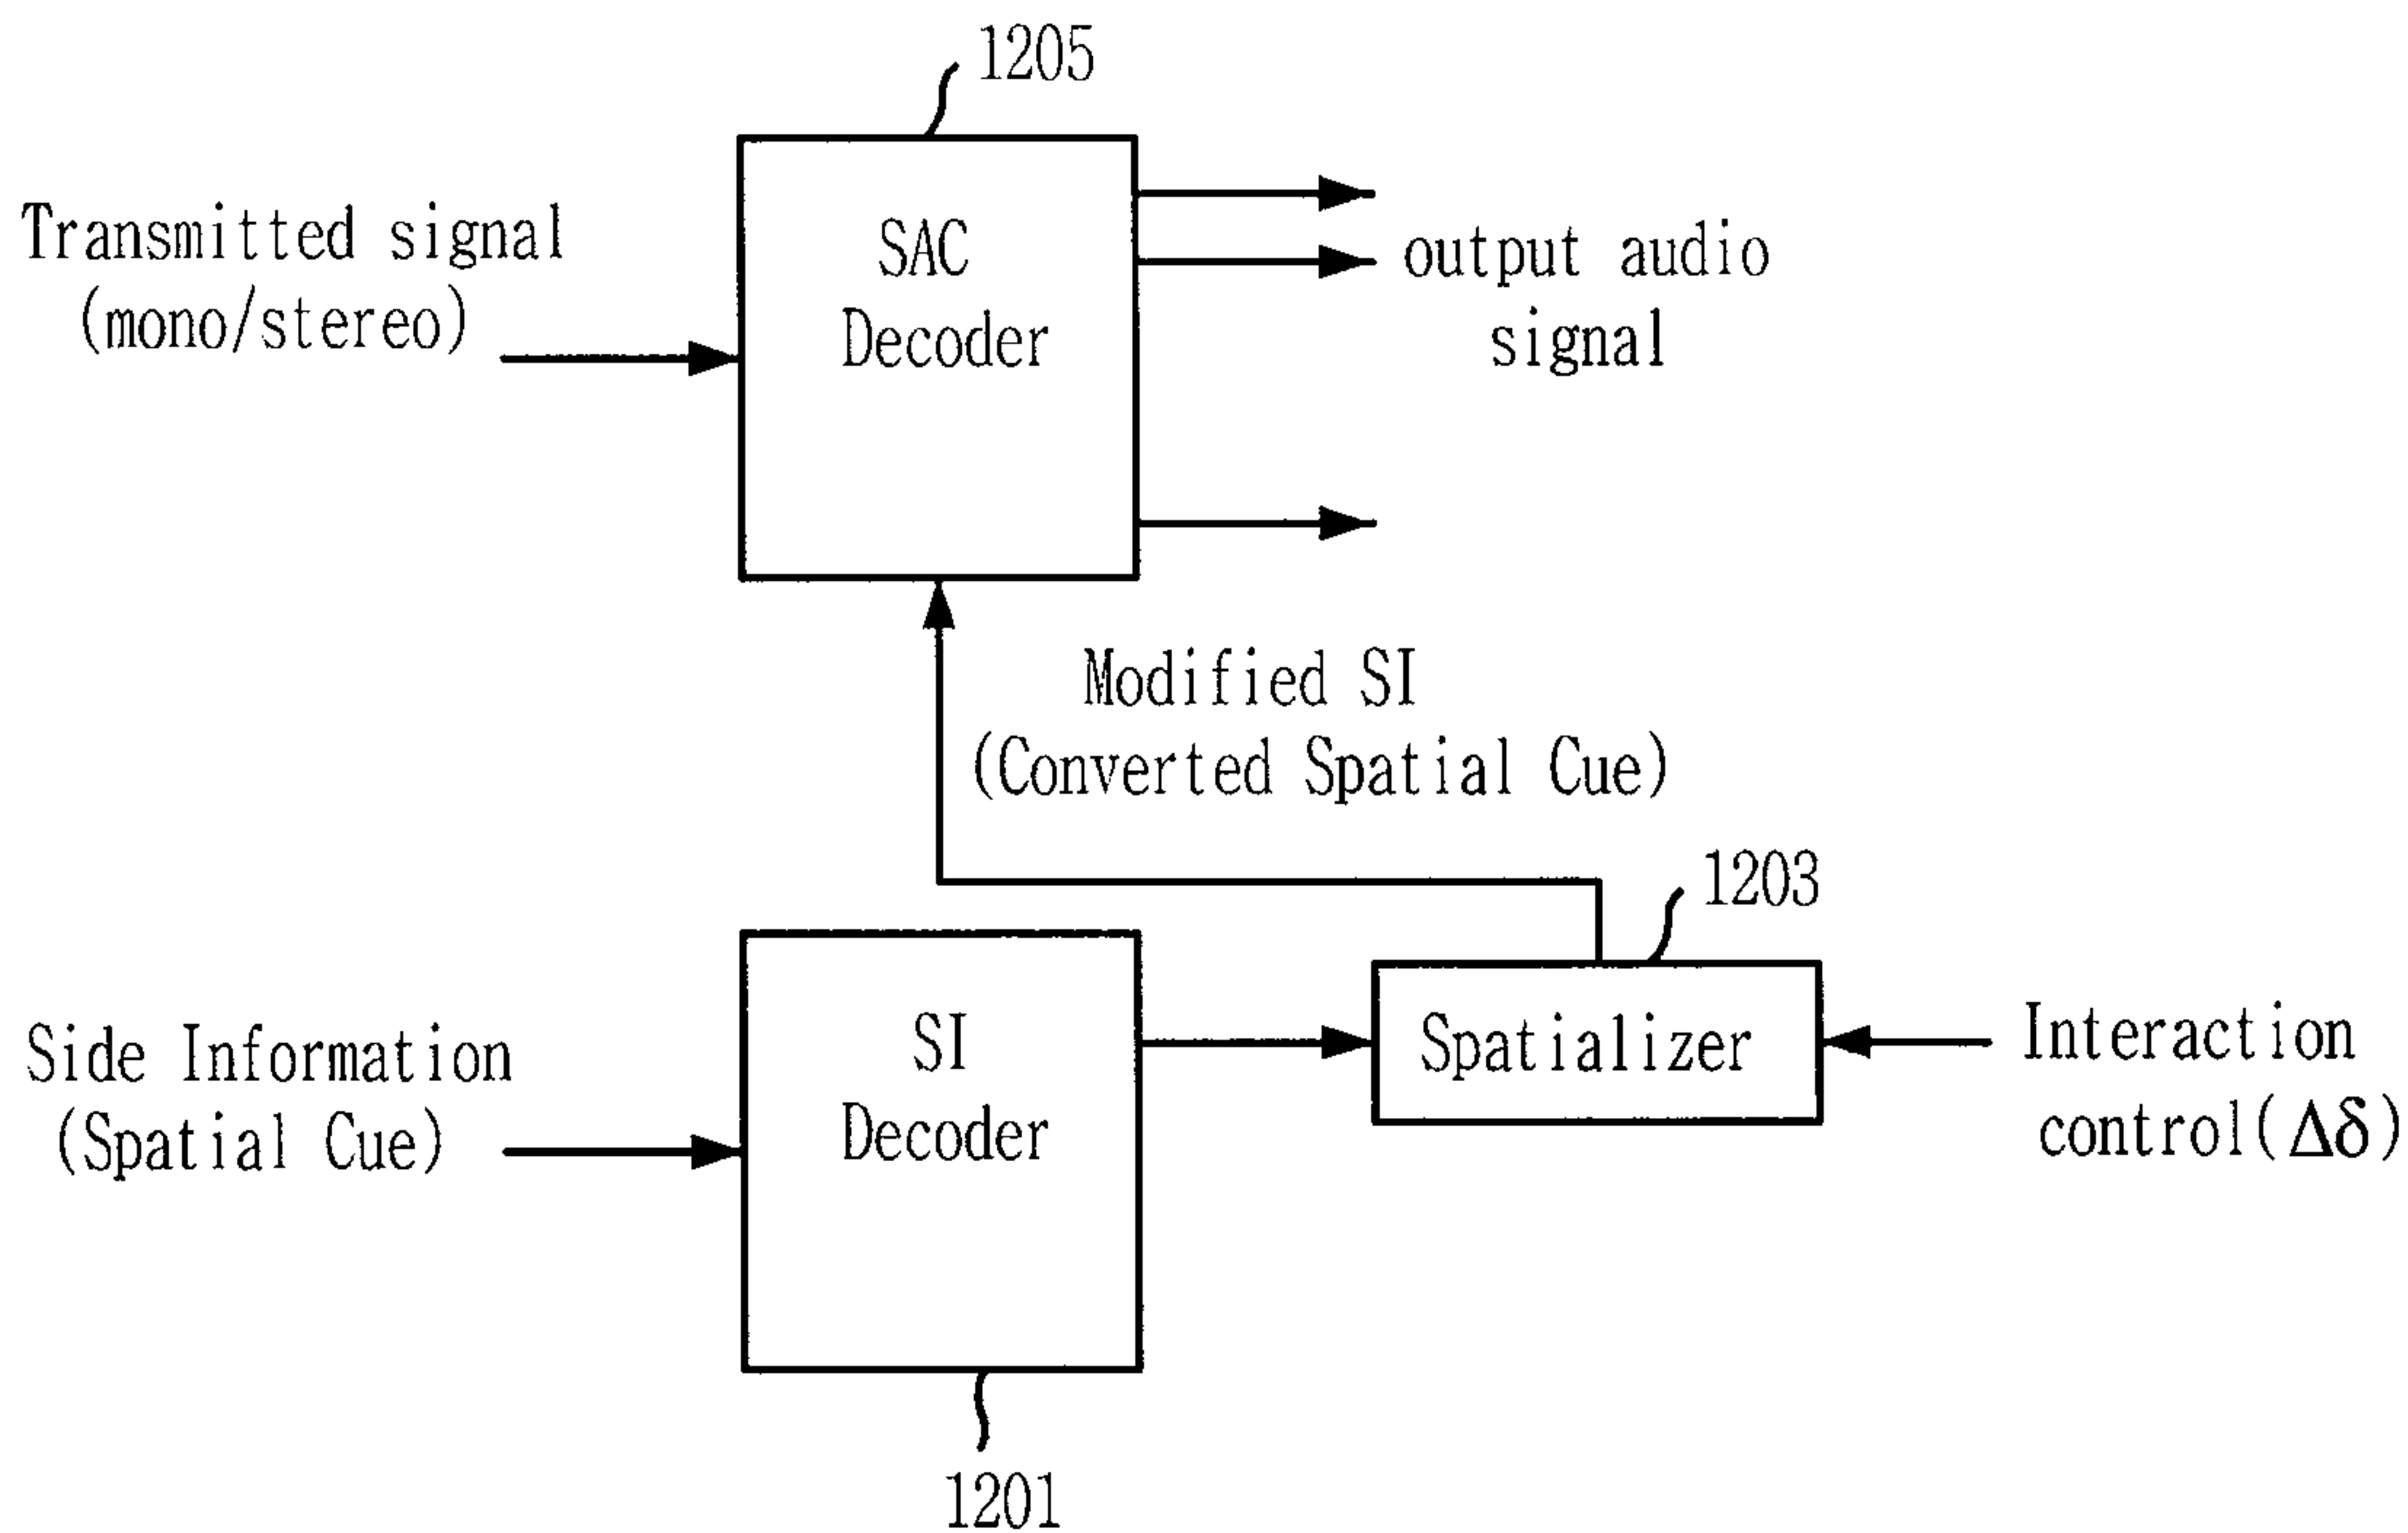 1205
Transmitted signal
(mono/stereo)
SAC
Decoder
output audio
signal
Modified SI
(Converted Spatial Cue)
1203
Side Information
(Spatial Cue)
SI
Decoder
Spatializer
Interaction
control(Δδ)
1201